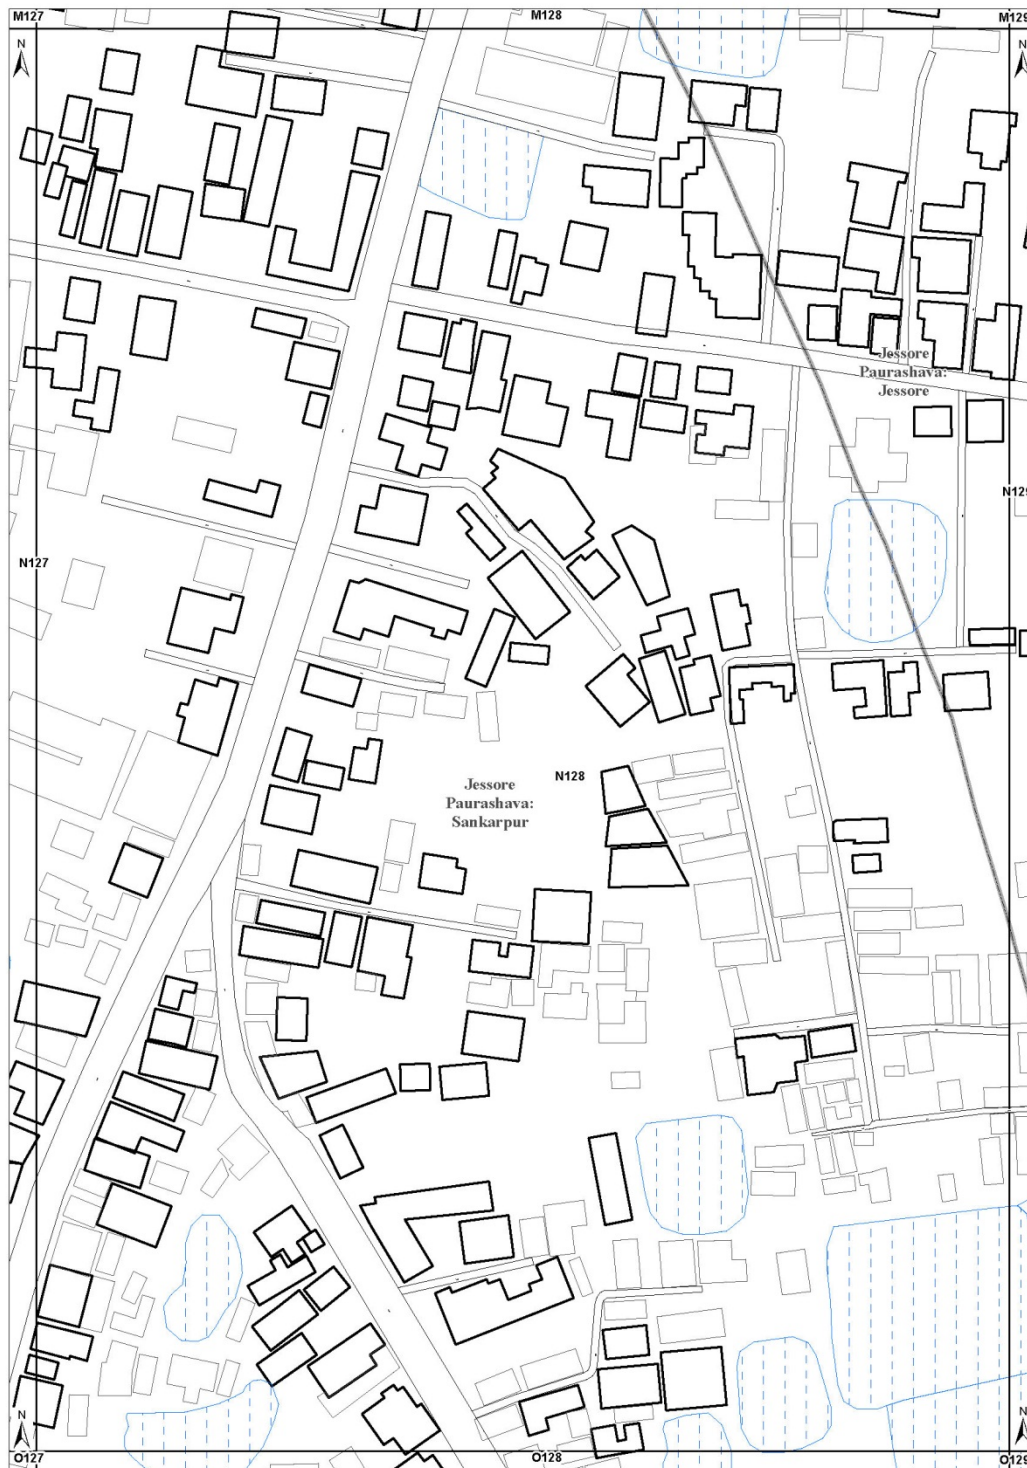 M127
M128
M129
N
N
Jessore
Paurashava:
Jessore
N129
N127
Jessore
Paurashava:
Sankarpur
N128
N
N
O127
O128
O129